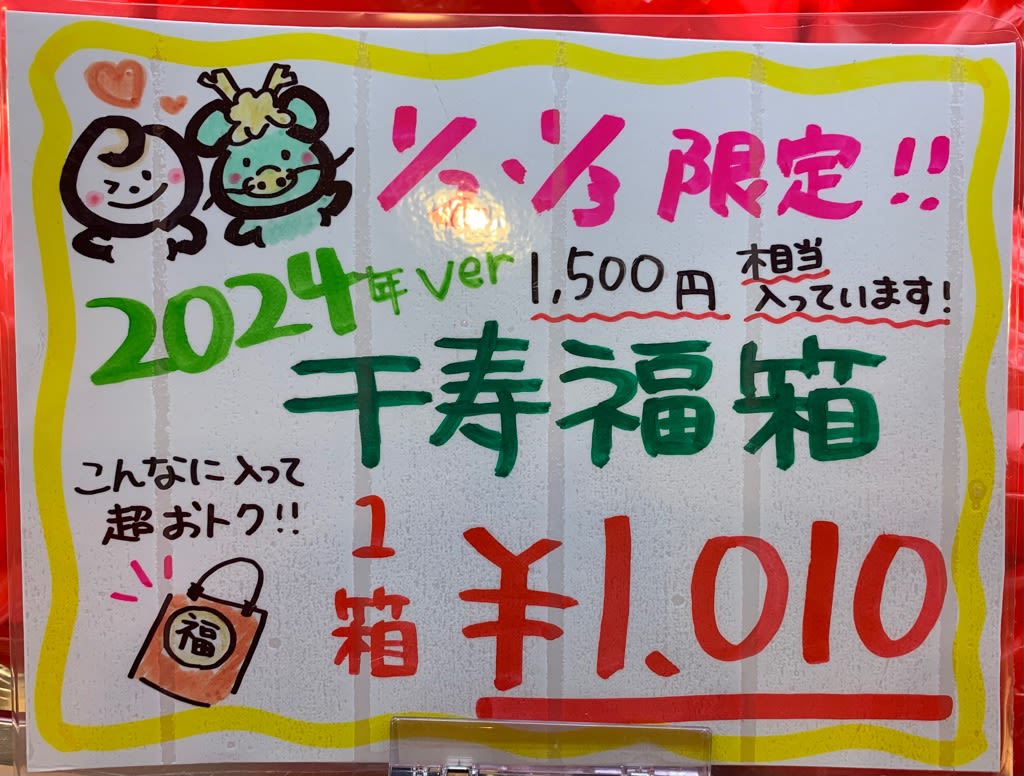 1/2・1/3 限定!!
2024年ver
1,500円 相当
入っています!
干寿福箱
こんなに入って
超おトク!!
福
1箱 ¥1,010